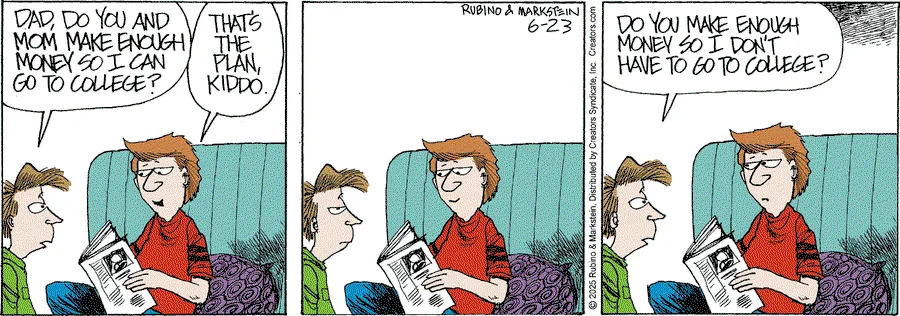 DAD, DO YOU AND
MOM MAKE ENOUGH
MONEY SO I CAN
GO TO COLLEGE?
THAT'S
THE
PLAN,
KIDDO.
RUBINO & MARKSTEIN
6-23
© 2025 Rubino & Markstein. Distributed by Creators Syndicate, Inc. Creators.com
DO YOU MAKE ENOUGH
MONEY SO I DON'T
HAVE TO GO TO COLLEGE?